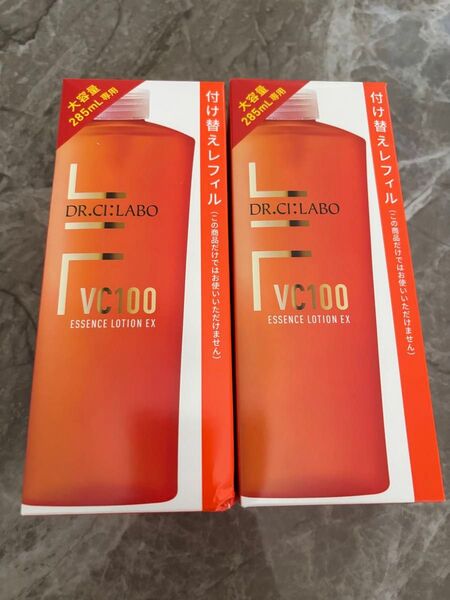 大容量
285mL専用
付け替えレフィル
(この商品だけではお使いいただけません)
DR.CI:LABO
VC100
ESSENCE LOTION EX
大容量
285mL専用
付け替えレフィル
(この商品だけではお使いいただけません)
DR.CI:LABO
VC100
ESSENCE LOTION EX